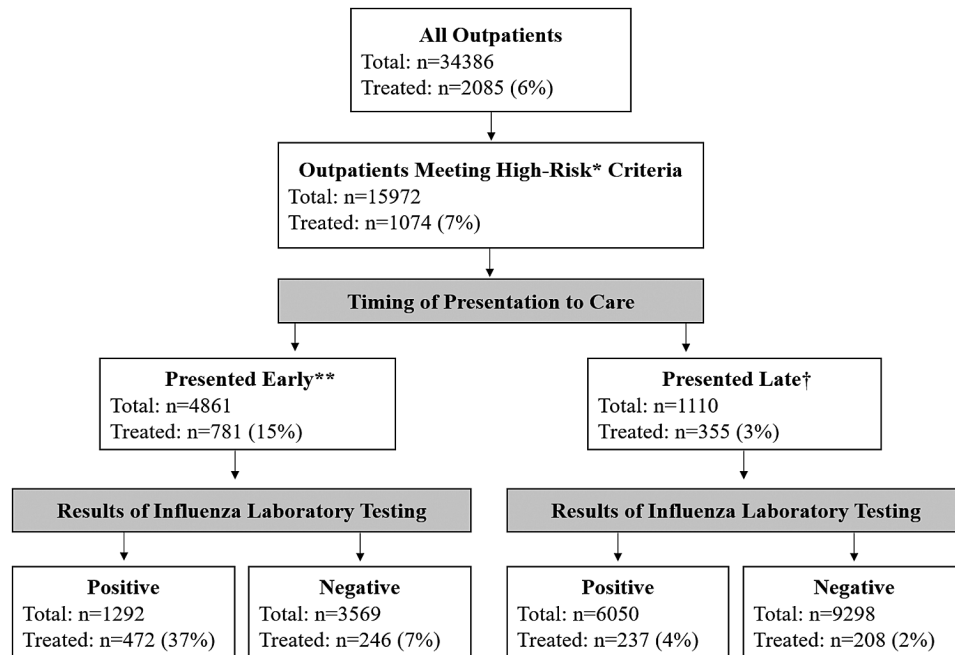 All Outpatients
Total: n=34386
Treated: n=2085 (6%)
Outpatients Meeting High-Risk* Criteria
Total: n=15972
Treated: n=1074 (7%)
Timing of Presentation to Care
Presented Early**
Total: n=4861
Treated: n=781 (15%)
Presented Late†
Total: n=1110
Treated: n=355 (3%)
Results of Influenza Laboratory Testing
Results of Influenza Laboratory Testing
Positive
Total: n=1292
Treated: n=472 (37%)
Negative
Total: n=3569
Treated: n=246 (7%)
Positive
Total: n=6050
Treated: n=237 (4%)
Negative
Total: n=9298
Treated: n=208 (2%)